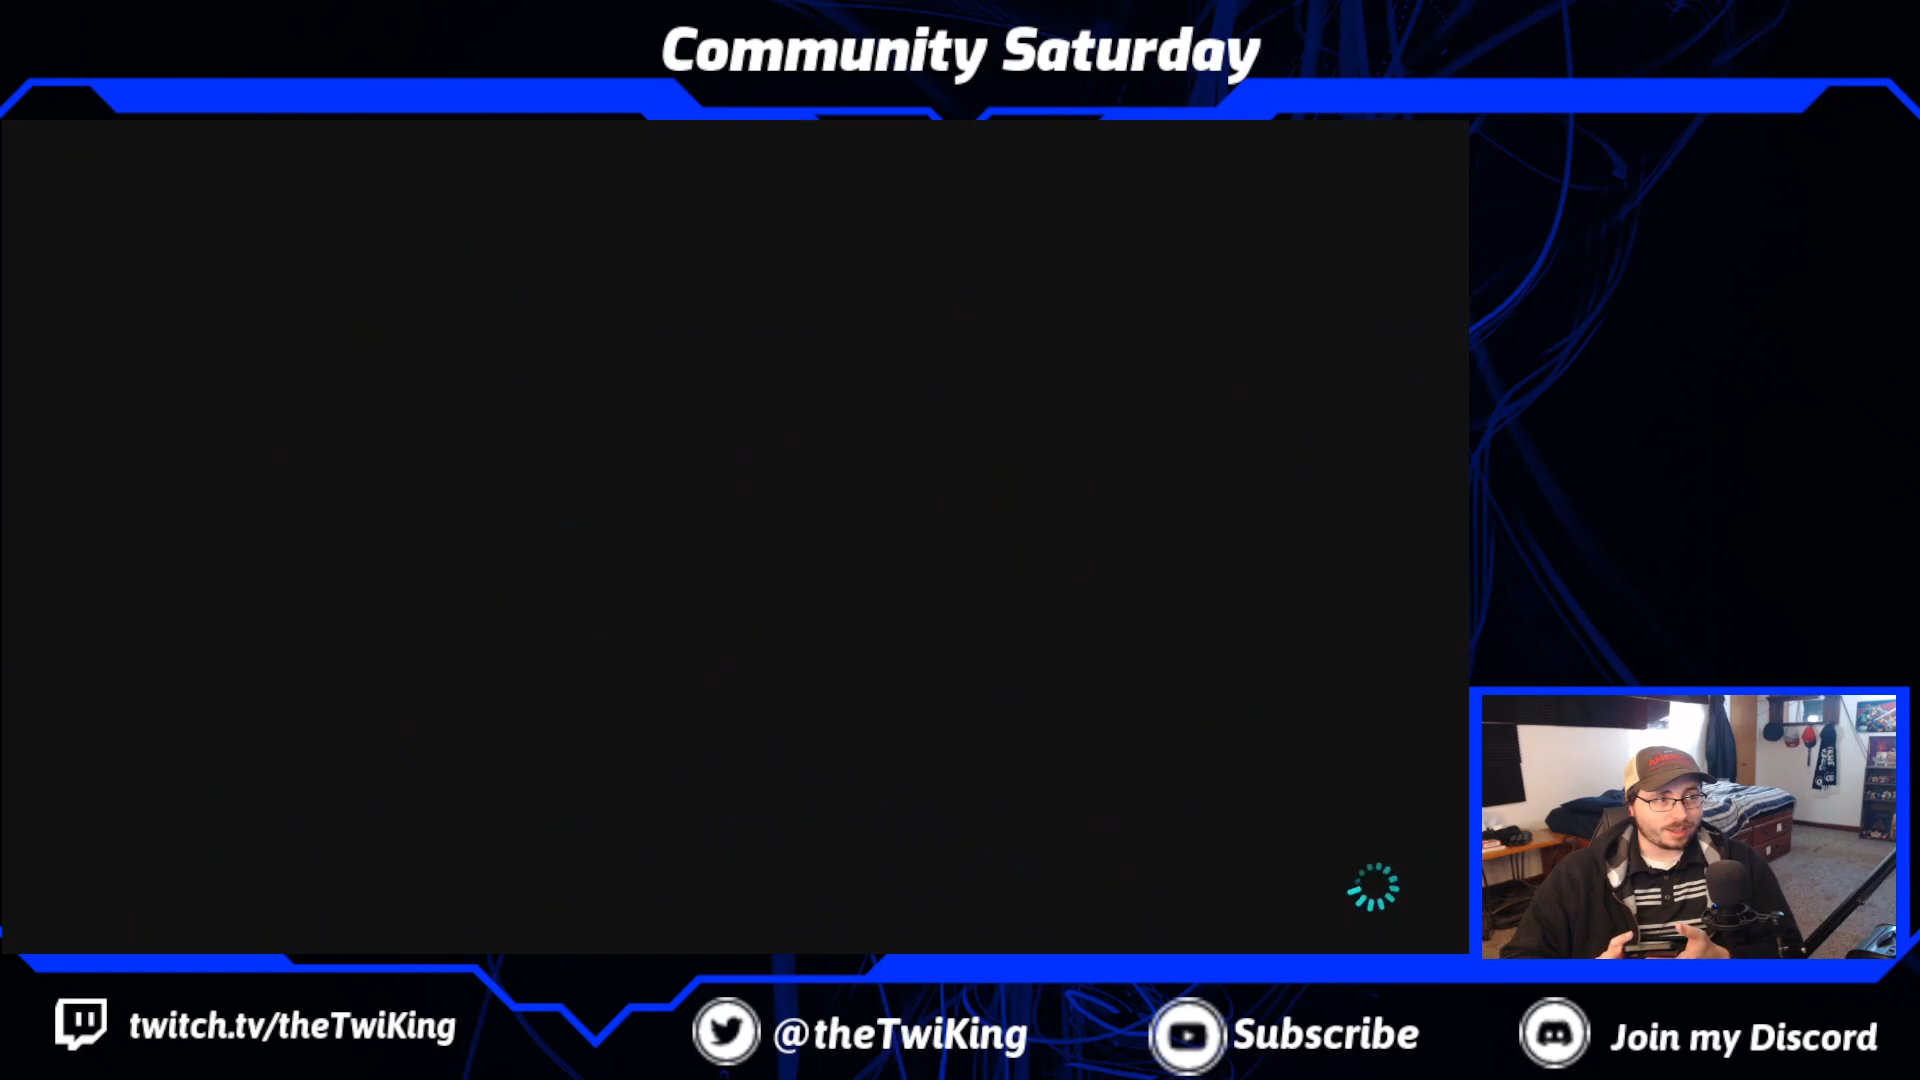 Community Saturday
twitch.tv/theTwiKing
@theTwiKing
Subscribe
Join my Discord